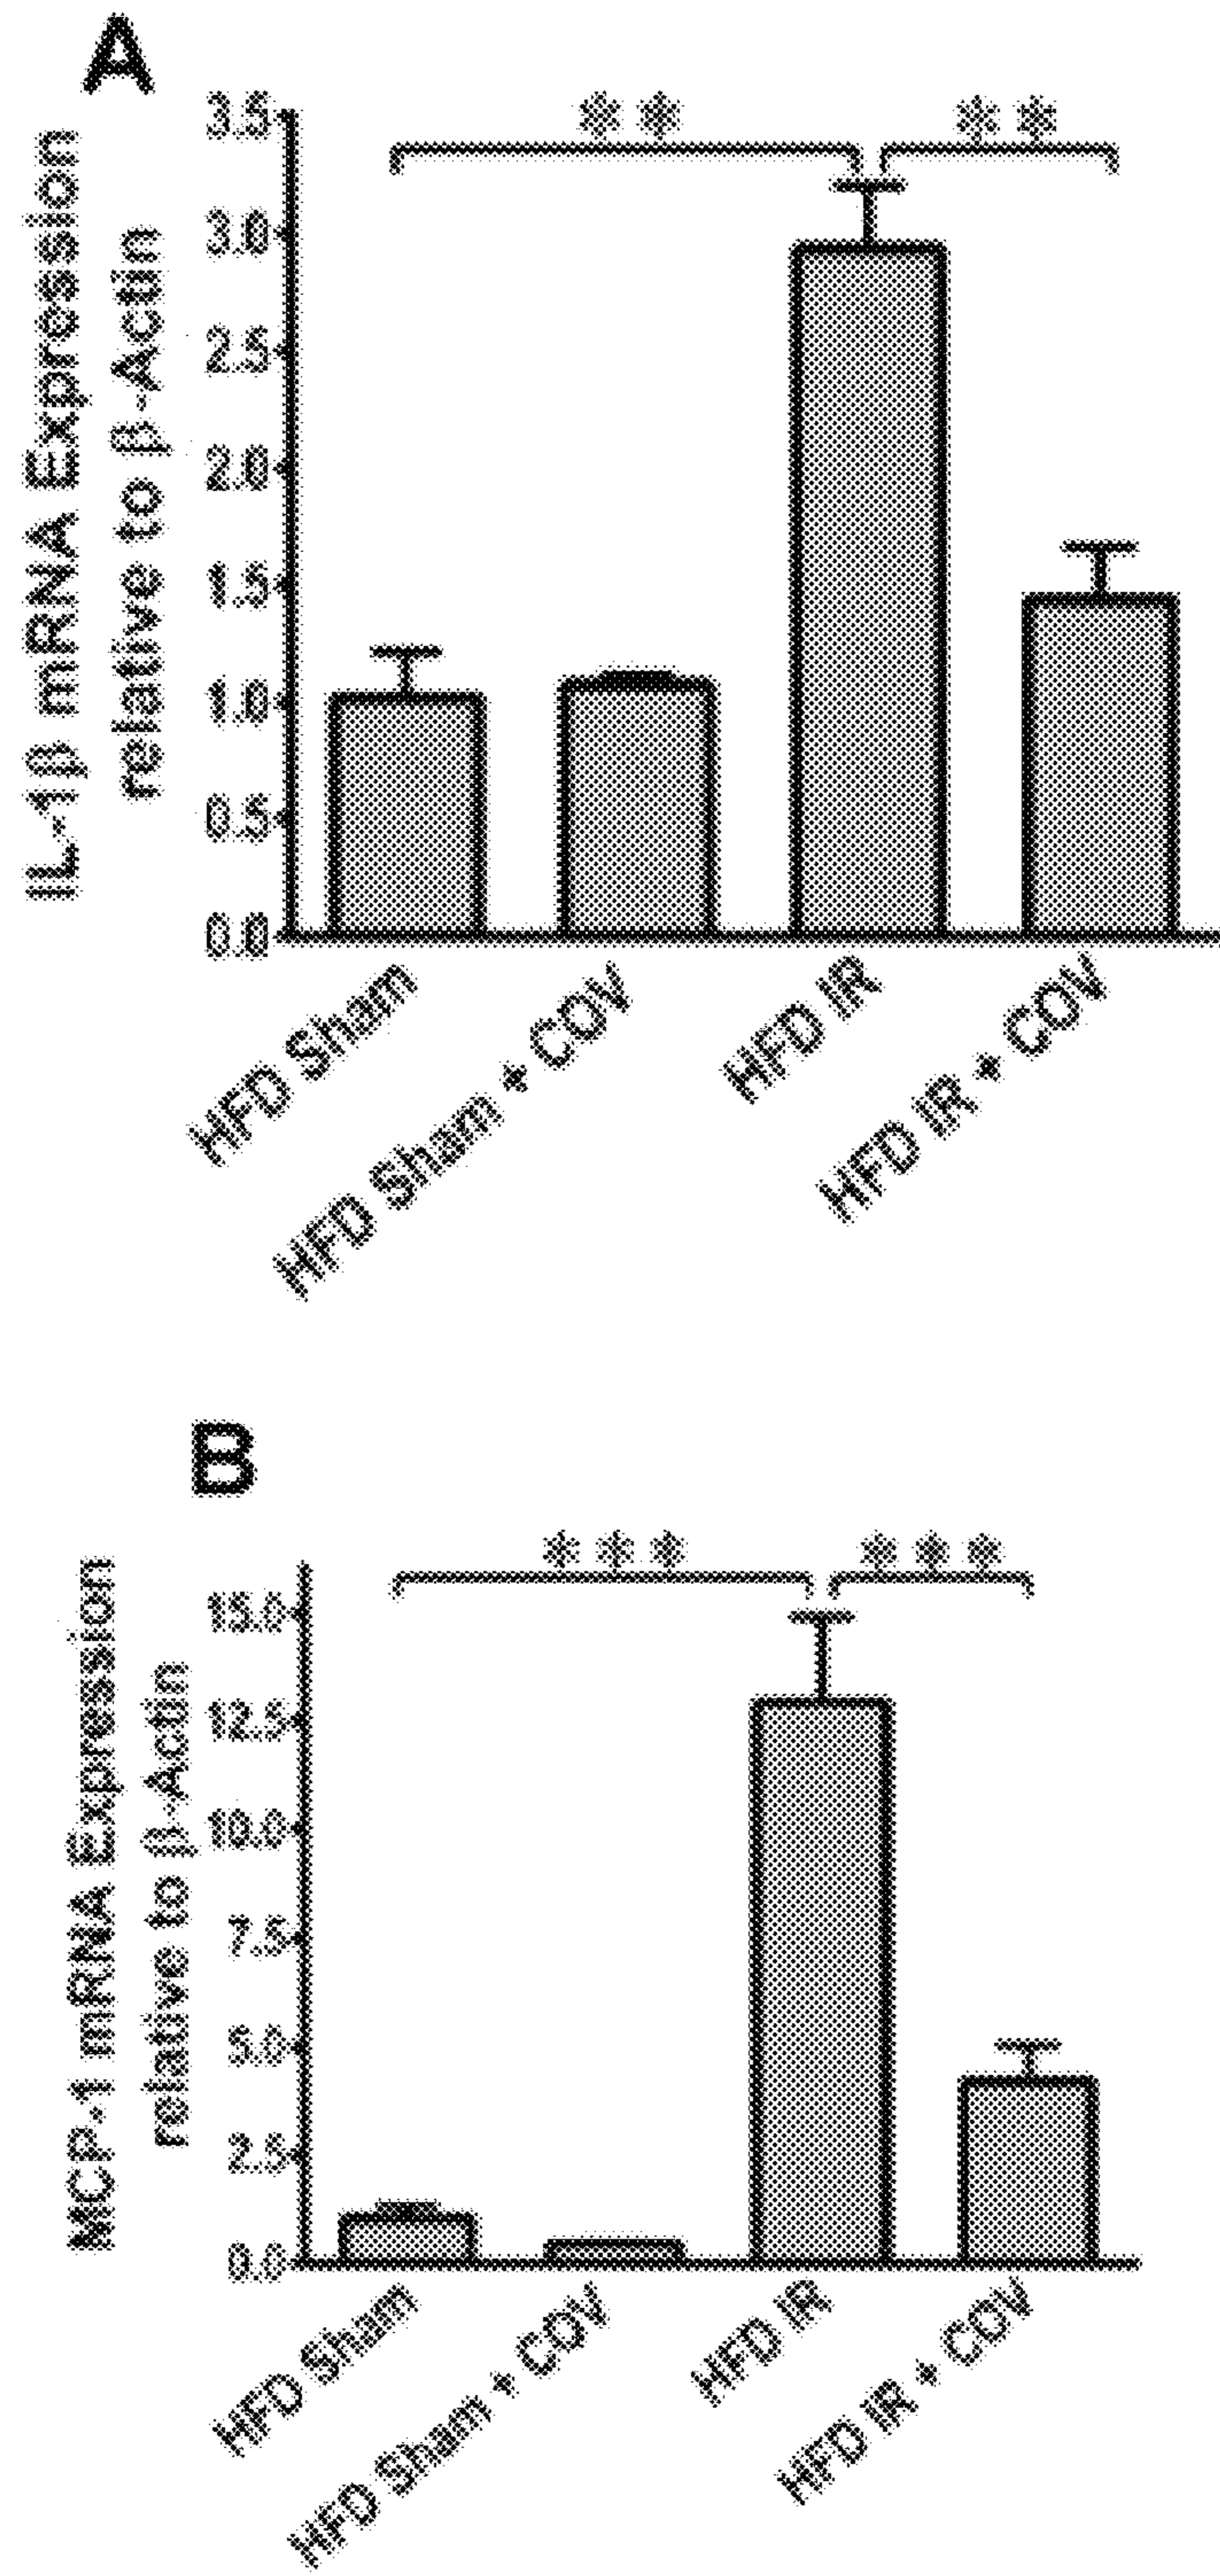 A
IL-1β mRNA Expression
relative to β-Actin
3.5
3.0
2.5
2.0
1.5
1.0
0.5
0.0
**
**
HFD Sham
HFD Sham + COV
HFD IR
HFD IR + COV
B
MCP-1 mRNA Expression
relative to β-Actin
15.0
12.5
10.0
7.5
5.0
2.5
0.0
***
***
HFD Sham
HFD Sham + COV
HFD IR
HFD IR + COV